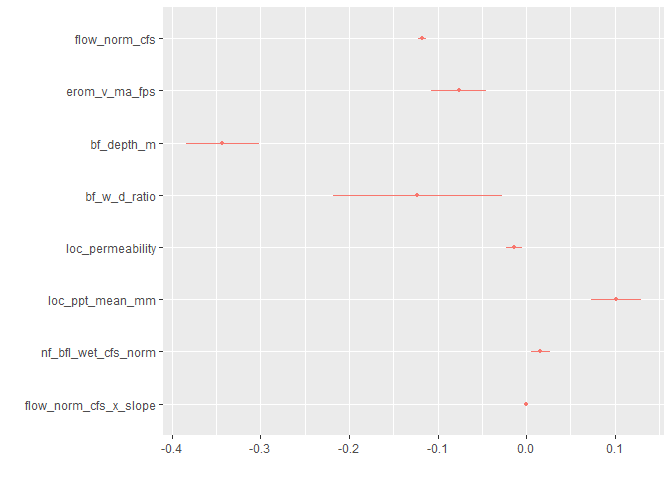 flow_norm_cfs
erom_v_ma_fps
bf_depth_m
bf_w_d_ratio
loc_permeability
loc_ppt_mean_mm
nf_bfl_wet_cfs_norm
flow_norm_cfs_x_slope
-0.4 -0.3 -0.2 -0.1 0.0 0.1